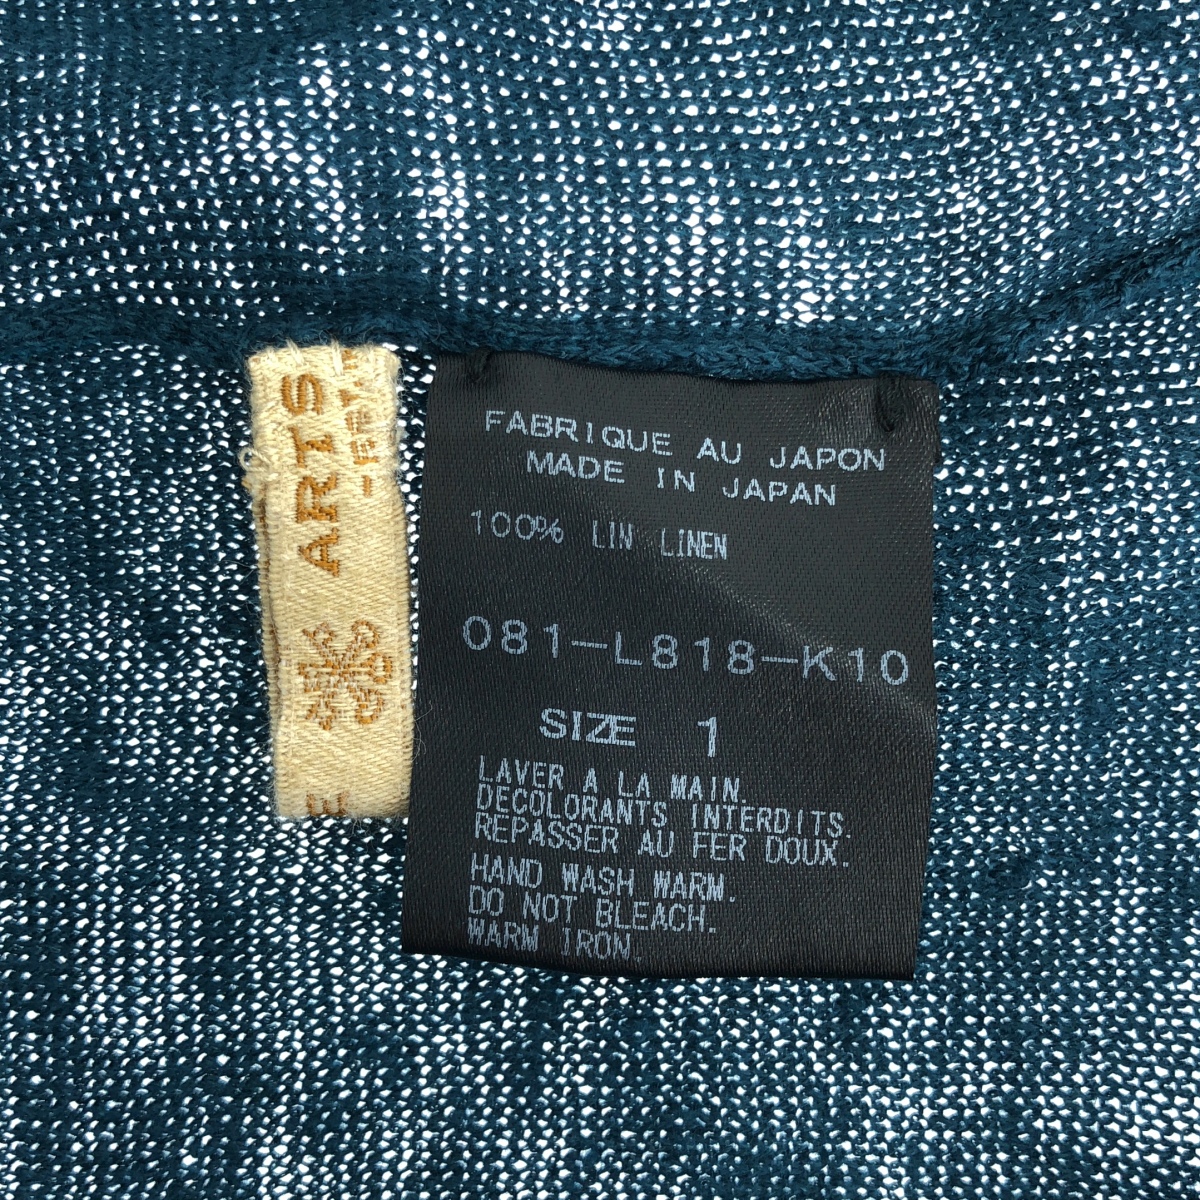 ARTS
FABRIQUE AU JAPON
MADE IN JAPAN
100% LIN LINEN
081-L818-K10
SIZE 1
LAVER A LA MAIN.
DECOLORANTS INTERDITS.
REPASSER AU FER DOUX.
HAND WASH WARM.
DO NOT BLEACH.
WARM IRON.